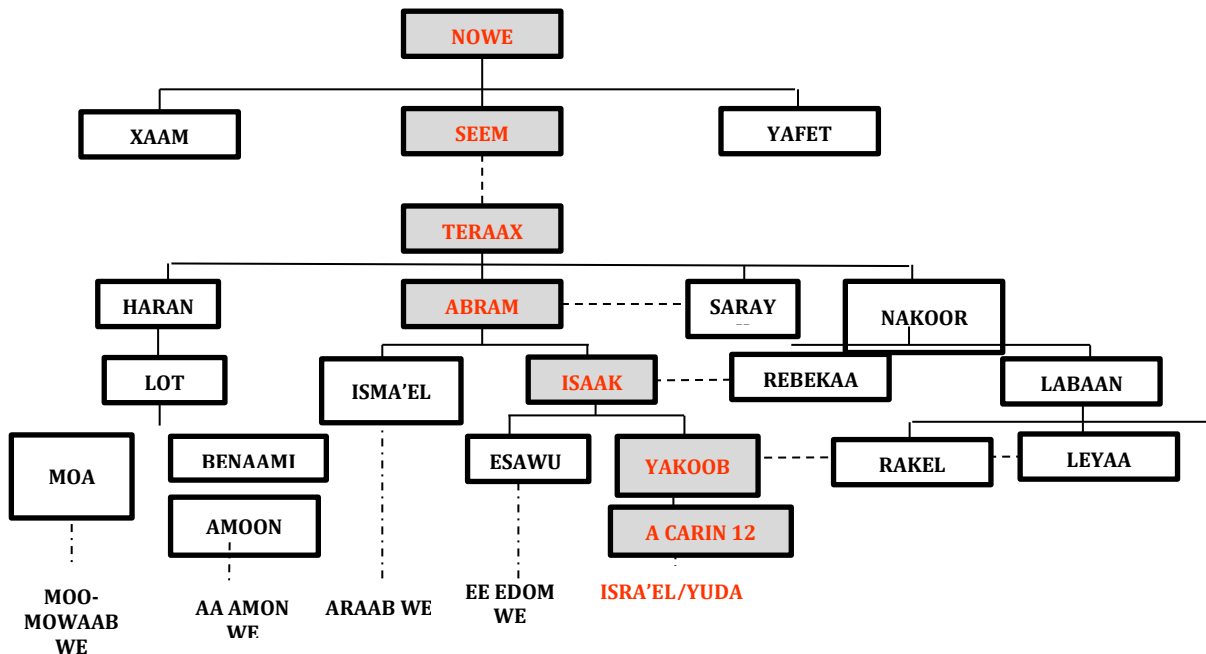 NOWE
XAAM
SEEM
YAFET
TERAAX
HARAN
ABRAM
SARAY
NAKOOR
LOT
ISMA’EL
ISAAK
REBEKAA
LABAAN
MOA
BENAAMI
ESAWU
YAKOOB
RAKEL
LEYAA
AMOON
A CARIN 12
MOO-
MOWAAB
WE
AA AMON
WE
ARAAB WE
EE EDOM
WE
ISRA’EL/YUDA